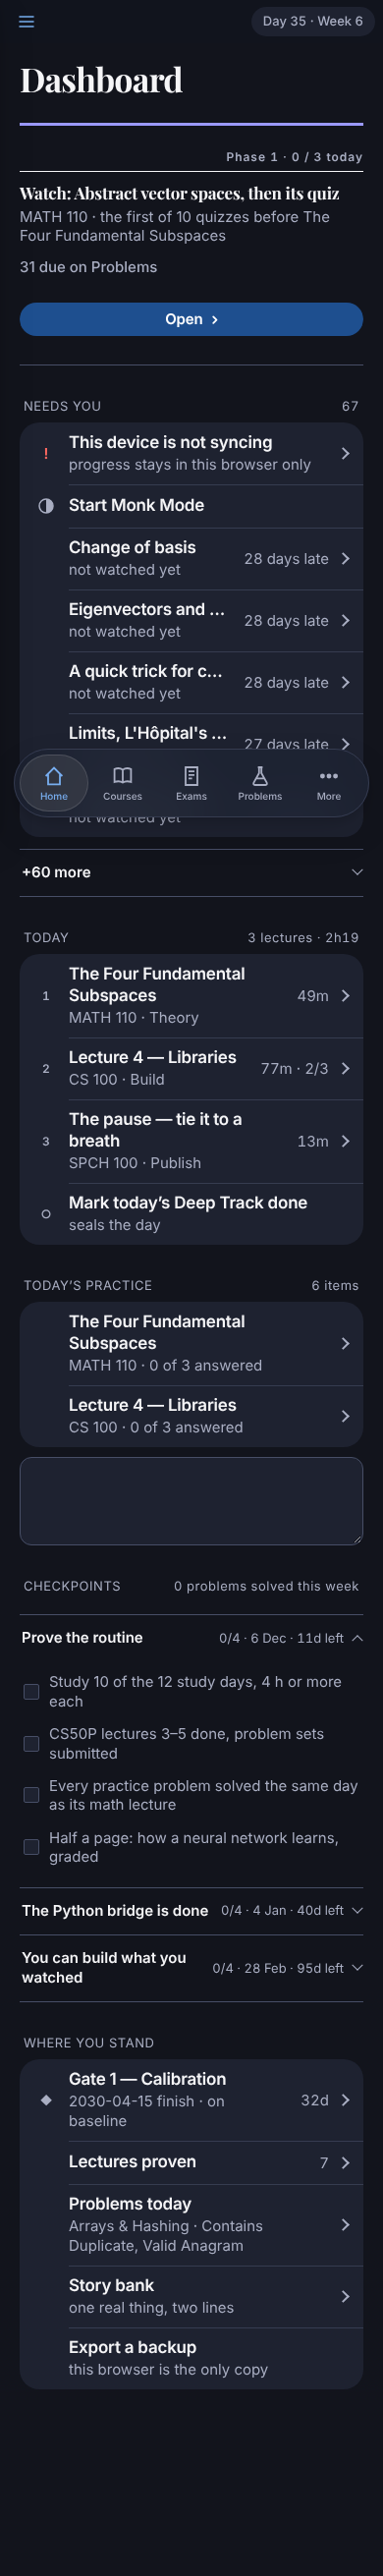 Day 35 · Week 6
Dashboard
Phase 1 · 0 / 3 today
Watch: Abstract vector spaces, then its quiz
MATH 110 · the first of 10 quizzes before The
Four Fundamental Subspaces
31 due on Problems
Open ›
NEEDS YOU 67
! This device is not syncing
progress stays in this browser only
Start Monk Mode
Change of basis
not watched yet
28 days late
Eigenvectors and ...
not watched yet
28 days late
A quick trick for c...
not watched yet
28 days late
Limits, L'Hôpital's ...
27 days late
Home
Courses
Exams
Problems
More
not watched yet
+60 more
TODAY 3 lectures · 2h19
1 The Four Fundamental
Subspaces
MATH 110 · Theory
49m
2 Lecture 4 — Libraries
CS 100 · Build
77m · 2/3
3 The pause — tie it to a
breath
SPCH 100 · Publish
13m
Mark today’s Deep Track done
seals the day
TODAY’S PRACTICE 6 items
The Four Fundamental
Subspaces
MATH 110 · 0 of 3 answered
Lecture 4 — Libraries
CS 100 · 0 of 3 answered
CHECKPOINTS 0 problems solved this week
Prove the routine 0/4 · 6 Dec · 11d left
Study 10 of the 12 study days, 4 h or more
each
CS50P lectures 3–5 done, problem sets
submitted
Every practice problem solved the same day
as its math lecture
Half a page: how a neural network learns,
graded
The Python bridge is done 0/4 · 4 Jan · 40d left
You can build what you
watched
0/4 · 28 Feb · 95d left
WHERE YOU STAND
Gate 1 — Calibration
2030-04-15 finish · on
baseline
32d
Lectures proven 7
Problems today
Arrays & Hashing · Contains
Duplicate, Valid Anagram
Story bank
one real thing, two lines
Export a backup
this browser is the only copy